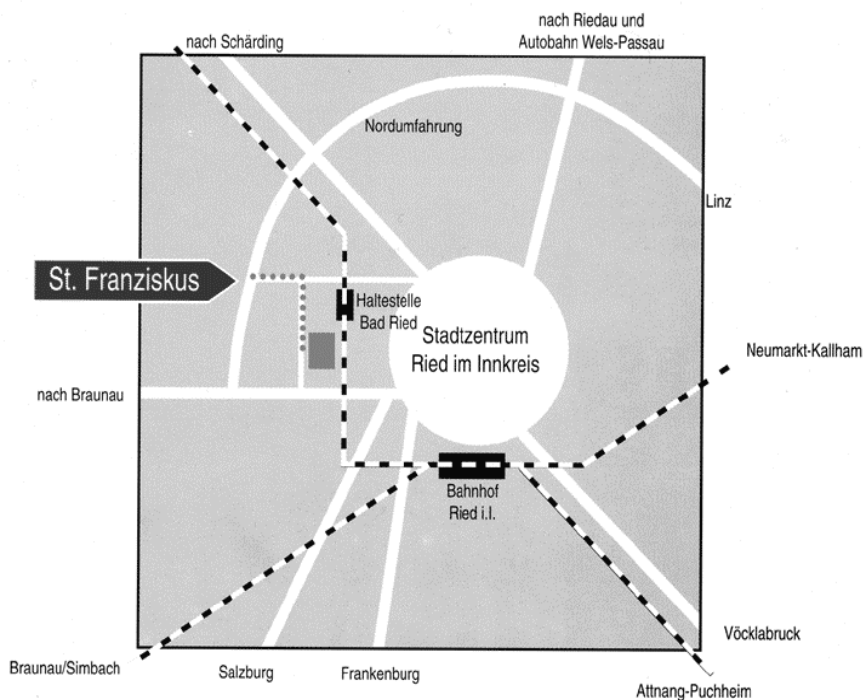 nach Riedau und
Autobahn Wels-Passau
nach Schärding
Nordumfahrung
Linz
St. Franziskus
Haltestelle
Bad Ried
Stadtzentrum
Ried im Innkreis
Neumarkt-Kallham
nach Braunau
Bahnhof
Ried i.I.
Vöcklabruck
Braunau/Simbach
Salzburg
Frankenburg
Attnang-Puchheim